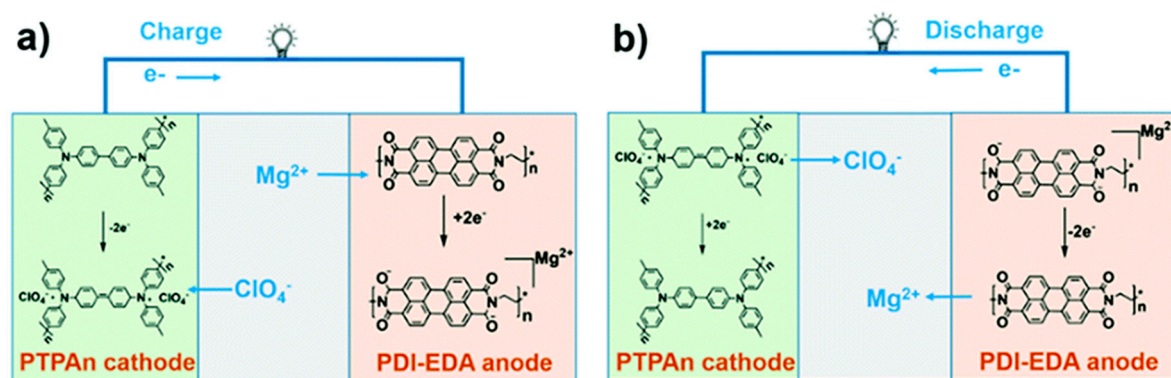 a)
Charge
e-
n
N
N
n
-2e⁻
Mg²⁺
O
O
N
N
n
O
O
+2e⁻
n
ClO₄⁻
N
N
ClO₄⁻
n
ClO₄⁻
O⁻
O
Mg²⁺
N
N
n
O
O⁻
PTPAn cathode
PDI-EDA anode
b)
Discharge
e-
n
ClO₄⁻
N
N
ClO₄⁻
n
ClO₄⁻
Mg²
O⁻
O
N
N
n
O
O⁻
+2e⁻
-2e⁻
n
N
N
n
Mg²⁺
O
O
N
N
n
O
O
PTPAn cathode
PDI-EDA anode